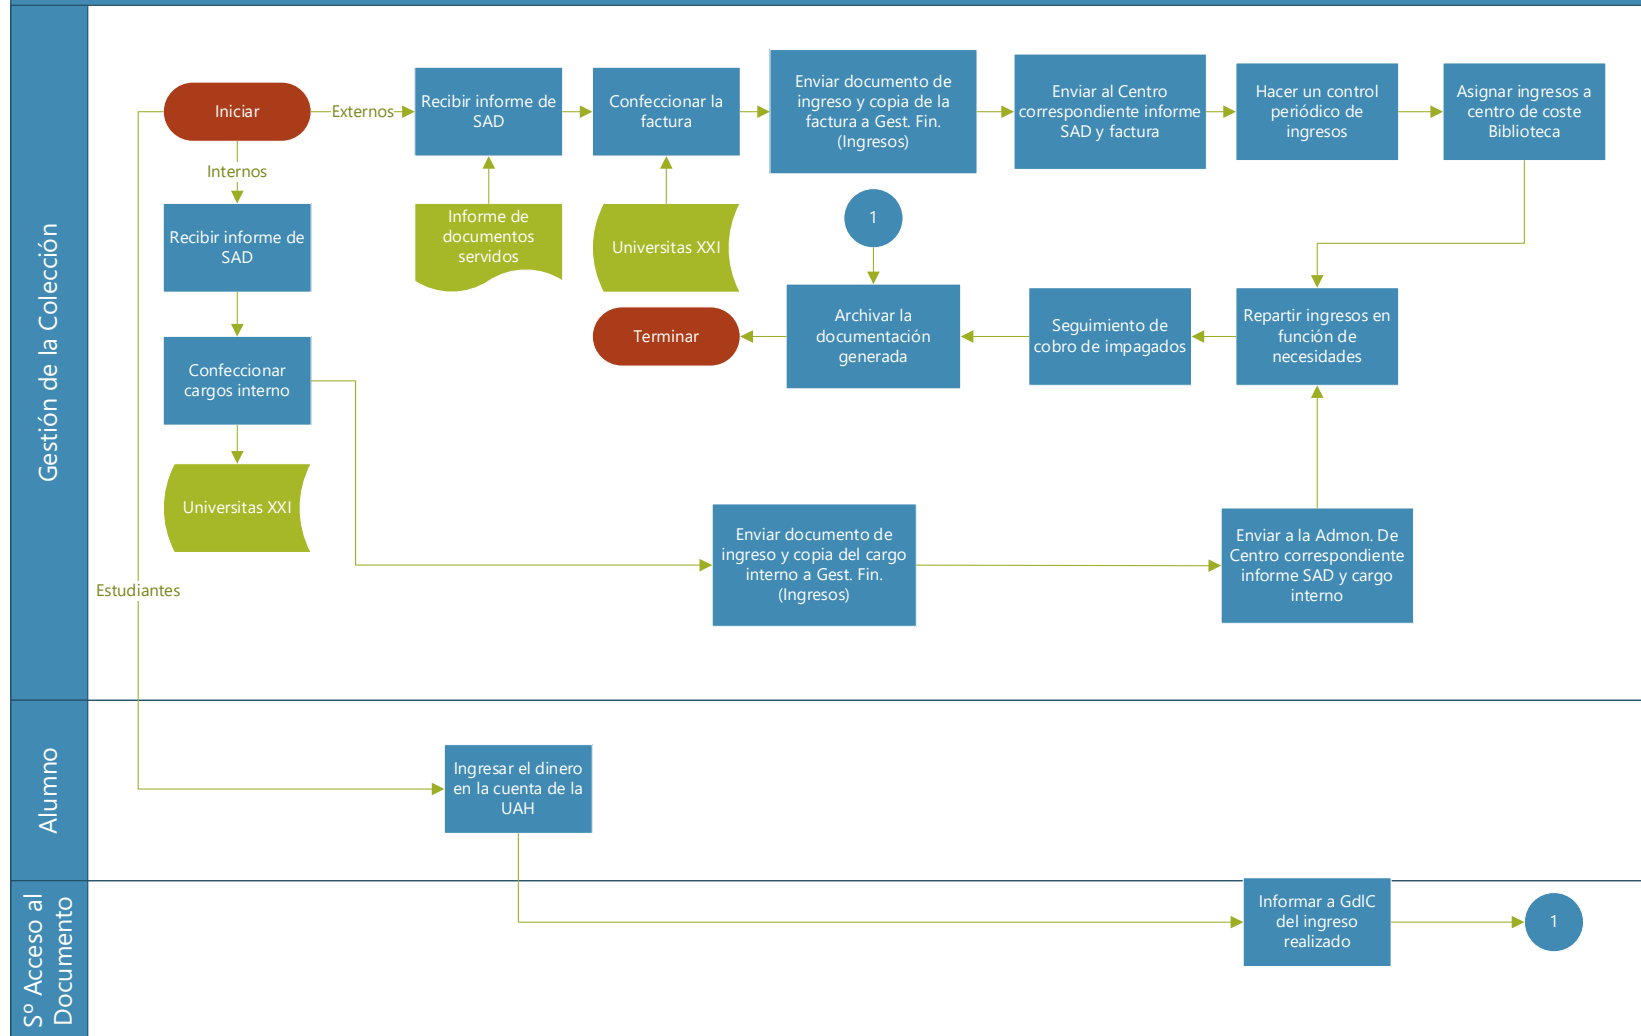 Gestión de la Colección
Iniciar
Externos
Recibir informe de
SAD
Confeccionar la
factura
Enviar documento de
ingreso y copia de la
factura a Gest. Fin.
(Ingresos)
Enviar al Centro
correspondiente informe
SAD y factura
Hacer un control
periódico de
ingresos
Asignar ingresos a
centro de coste
Biblioteca
Internos
Recibir informe de
SAD
Informe de
documentos
servidos
Universitas XXI
1
Terminar
Archivar la
documentación
generada
Seguimiento de
cobro de impagados
Repartir ingresos en
función de
necesidades
Confeccionar
cargos interno
Universitas XXI
Enviar documento de
ingreso y copia del cargo
interno a Gest. Fin.
(Ingresos)
Enviar a la Admon. De
Centro correspondiente
informe SAD y cargo
interno
Estudiantes
Alumno
Ingresar el dinero
en la cuenta de la
UAH
Sº Acceso al
Documento
Informar a GdlC
del ingreso
realizado
1